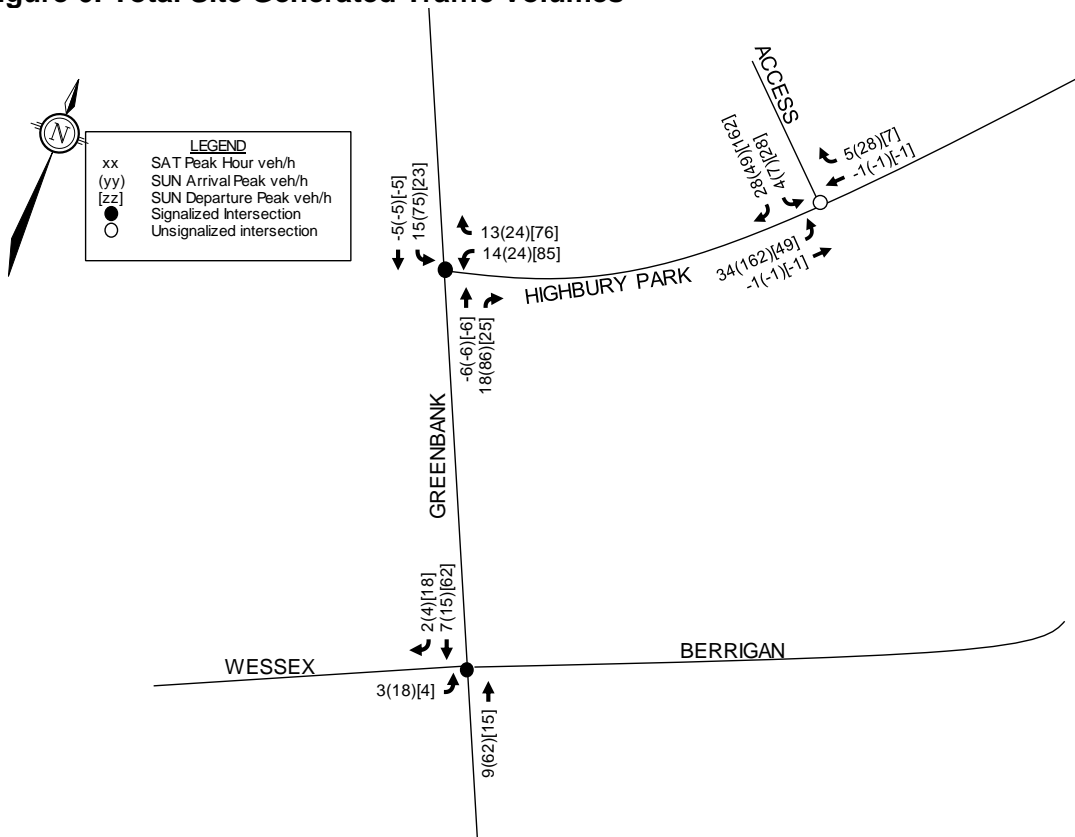 Figure 6: Total Site Generated Traffic Volumes
N
LEGEND
xx SAT Peak Hour veh/h
(yy) SUN Arrival Peak veh/h
[zz] SUN Departure Peak veh/h
Signalized Intersection
Unsignalized intersection
ACCESS
28(49)[162]
4(7)[28]
5(28)[7]
-1(-1)[-1]
34(162)[49]
-1(-1)[-1]
-5(-5)[-5]
15(75)[23]
13(24)[76]
14(24)[85]
HIGHBURY PARK
-6(-6)[-6]
18(86)[25]
GREENBANK
2(4)[18]
7(15)[62]
WESSEX
BERRIGAN
3(18)[4]
9(62)[15]